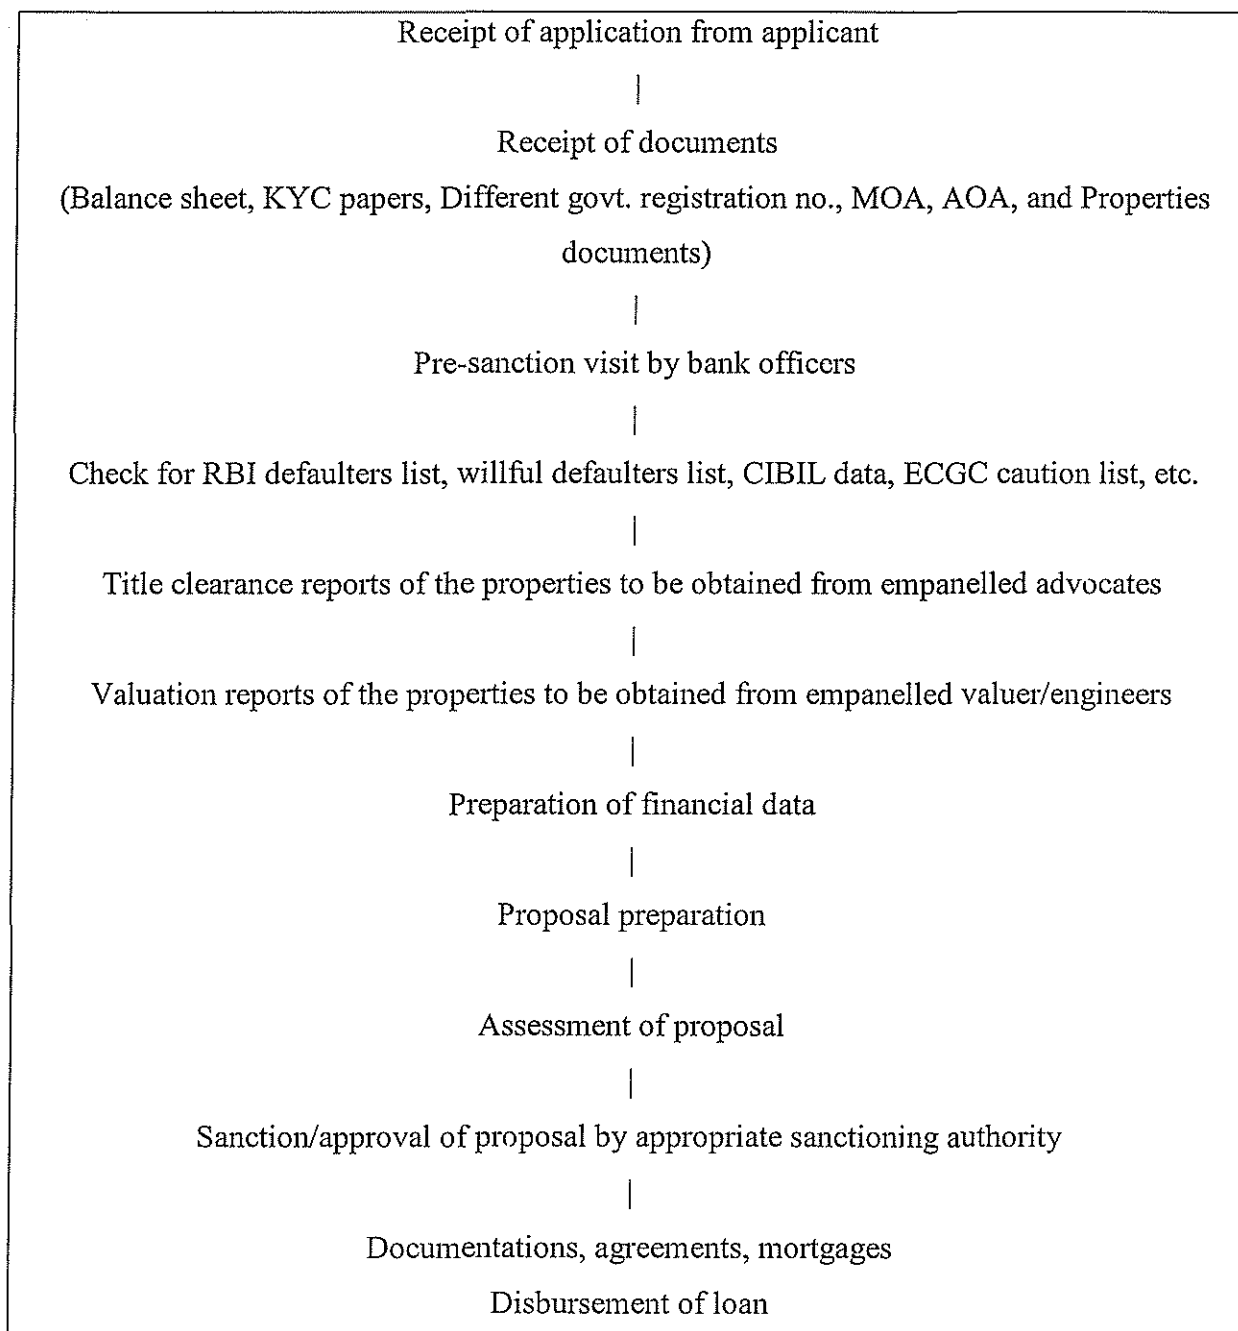 Receipt of application from applicant
Receipt of documents
(Balance sheet, KYC papers, Different govt. registration no., MOA, AOA, and Properties
documents)
Pre-sanction visit by bank officers
Check for RBI defaulters list, willful defaulters list, CIBIL data, ECGC caution list, etc.
Title clearance reports of the properties to be obtained from empanelled advocates
Valuation reports of the properties to be obtained from empanelled valuer/engineers
Preparation of financial data
Proposal preparation
Assessment of proposal
Sanction/approval of proposal by appropriate sanctioning authority
Documentations, agreements, mortgages
Disbursement of loan